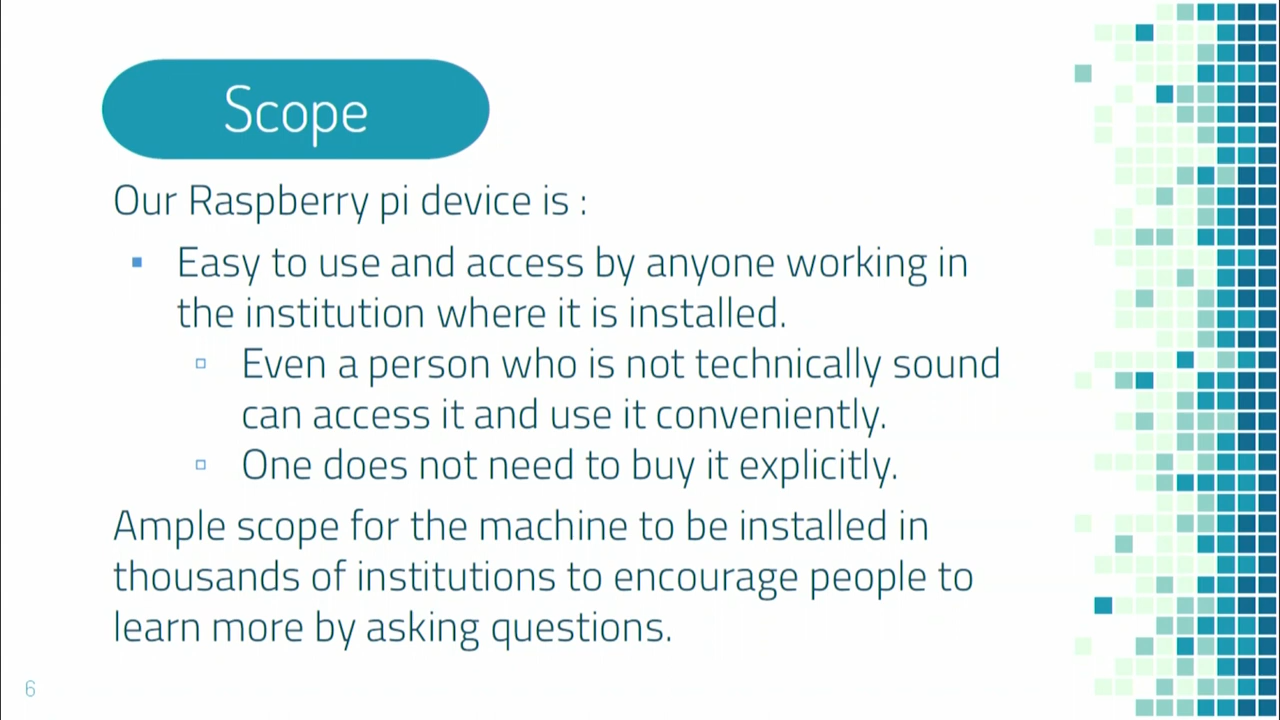 Scope
Our Raspberry pi device is :
Easy to use and access by anyone working in
the institution where it is installed.
Even a person who is not technically sound
can access it and use it conveniently.
One does not need to buy it explicitly.
Ample scope for the machine to be installed in
thousands of institutions to encourage people to
learn more by asking questions.
6